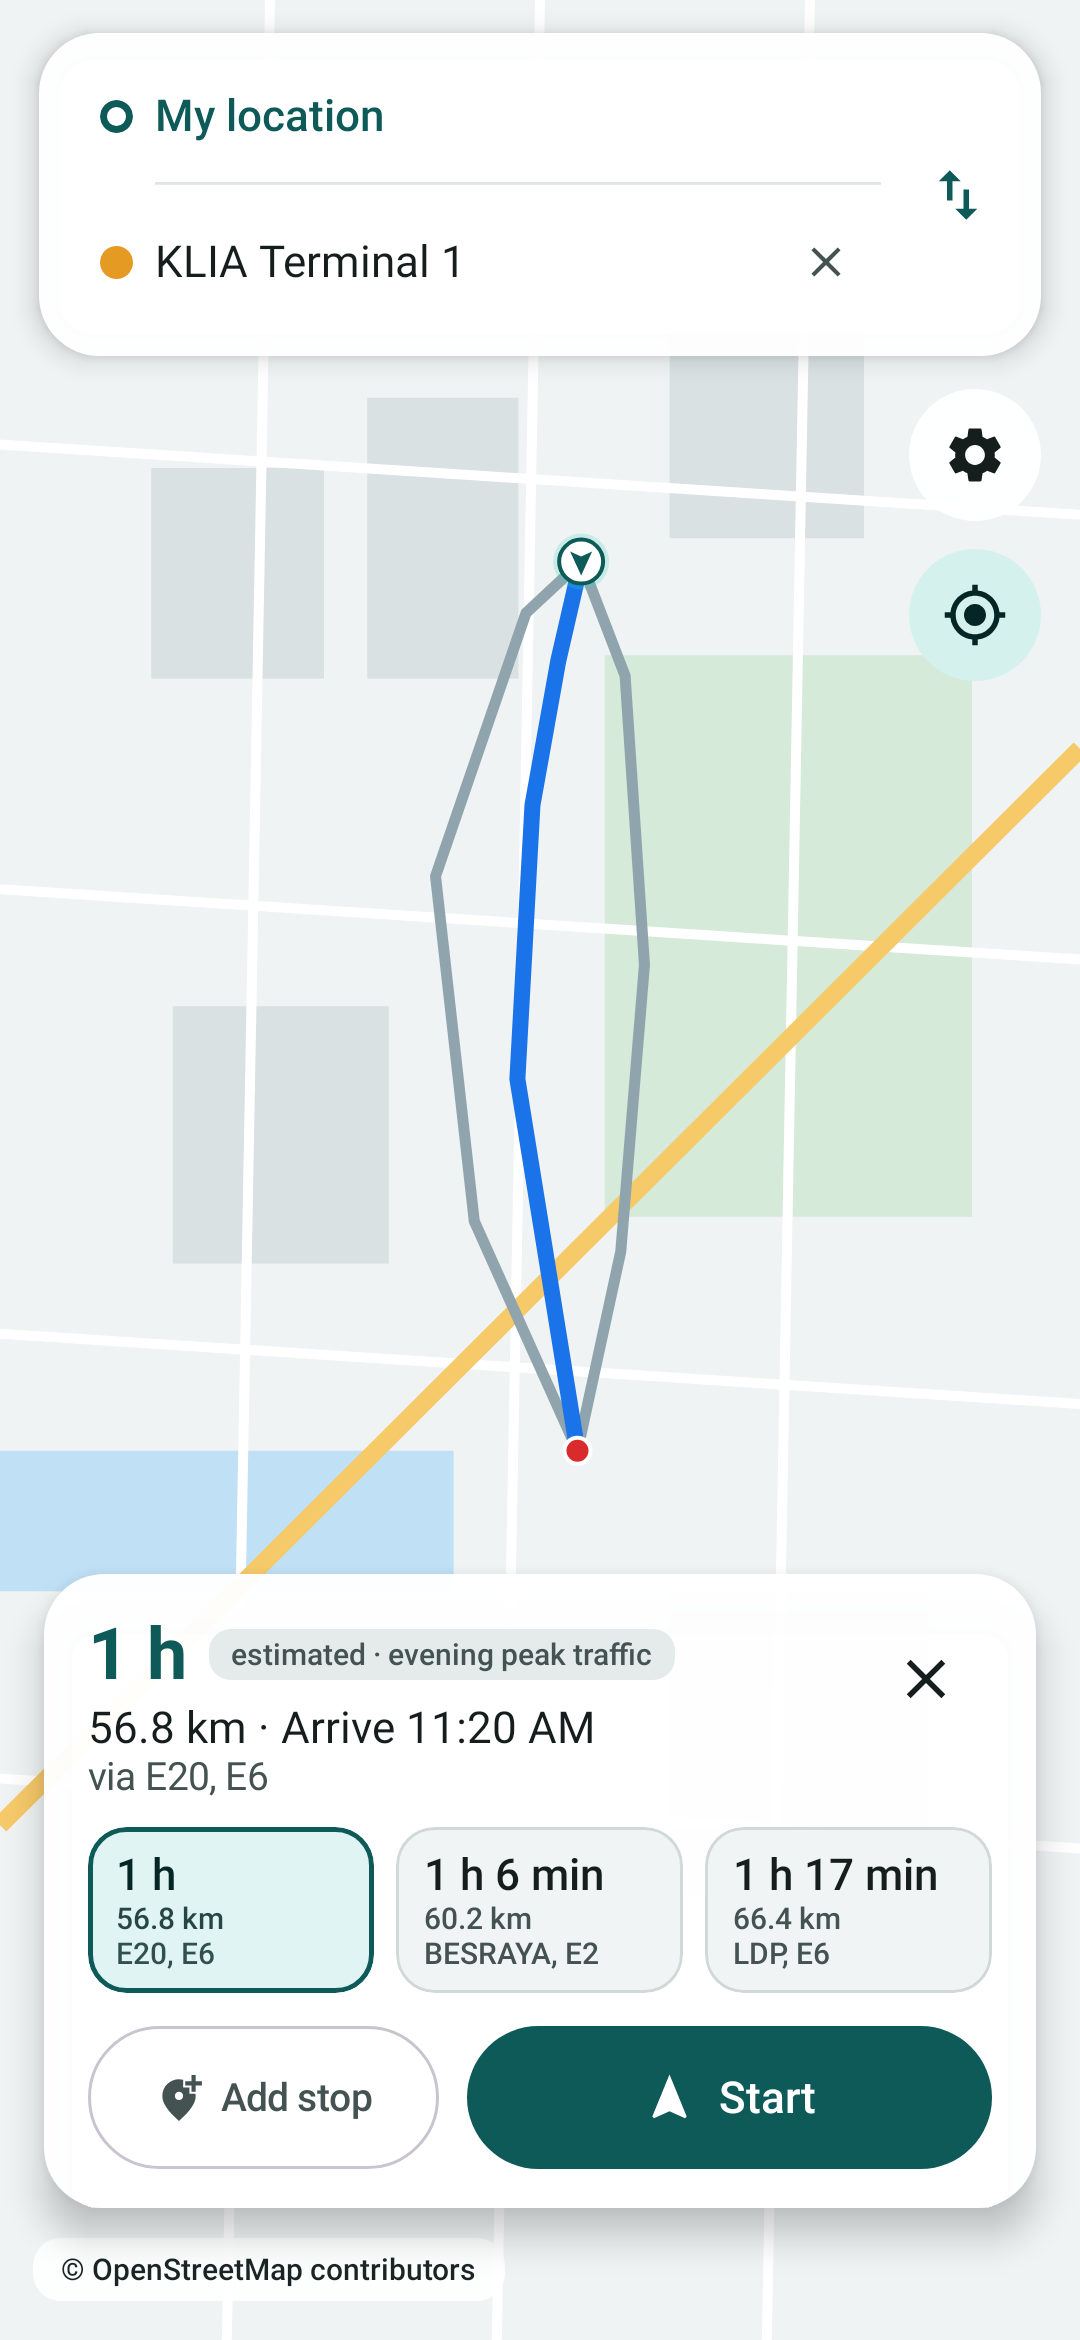 My location
KLIA Terminal 1
1 h
estimated · evening peak traffic
56.8 km · Arrive 11:20 AM
via E20, E6
1 h
56.8 km
E20, E6
1 h 6 min
60.2 km
BESRAYA, E2
1 h 17 min
66.4 km
LDP, E6
Add stop
Start
© OpenStreetMap contributors